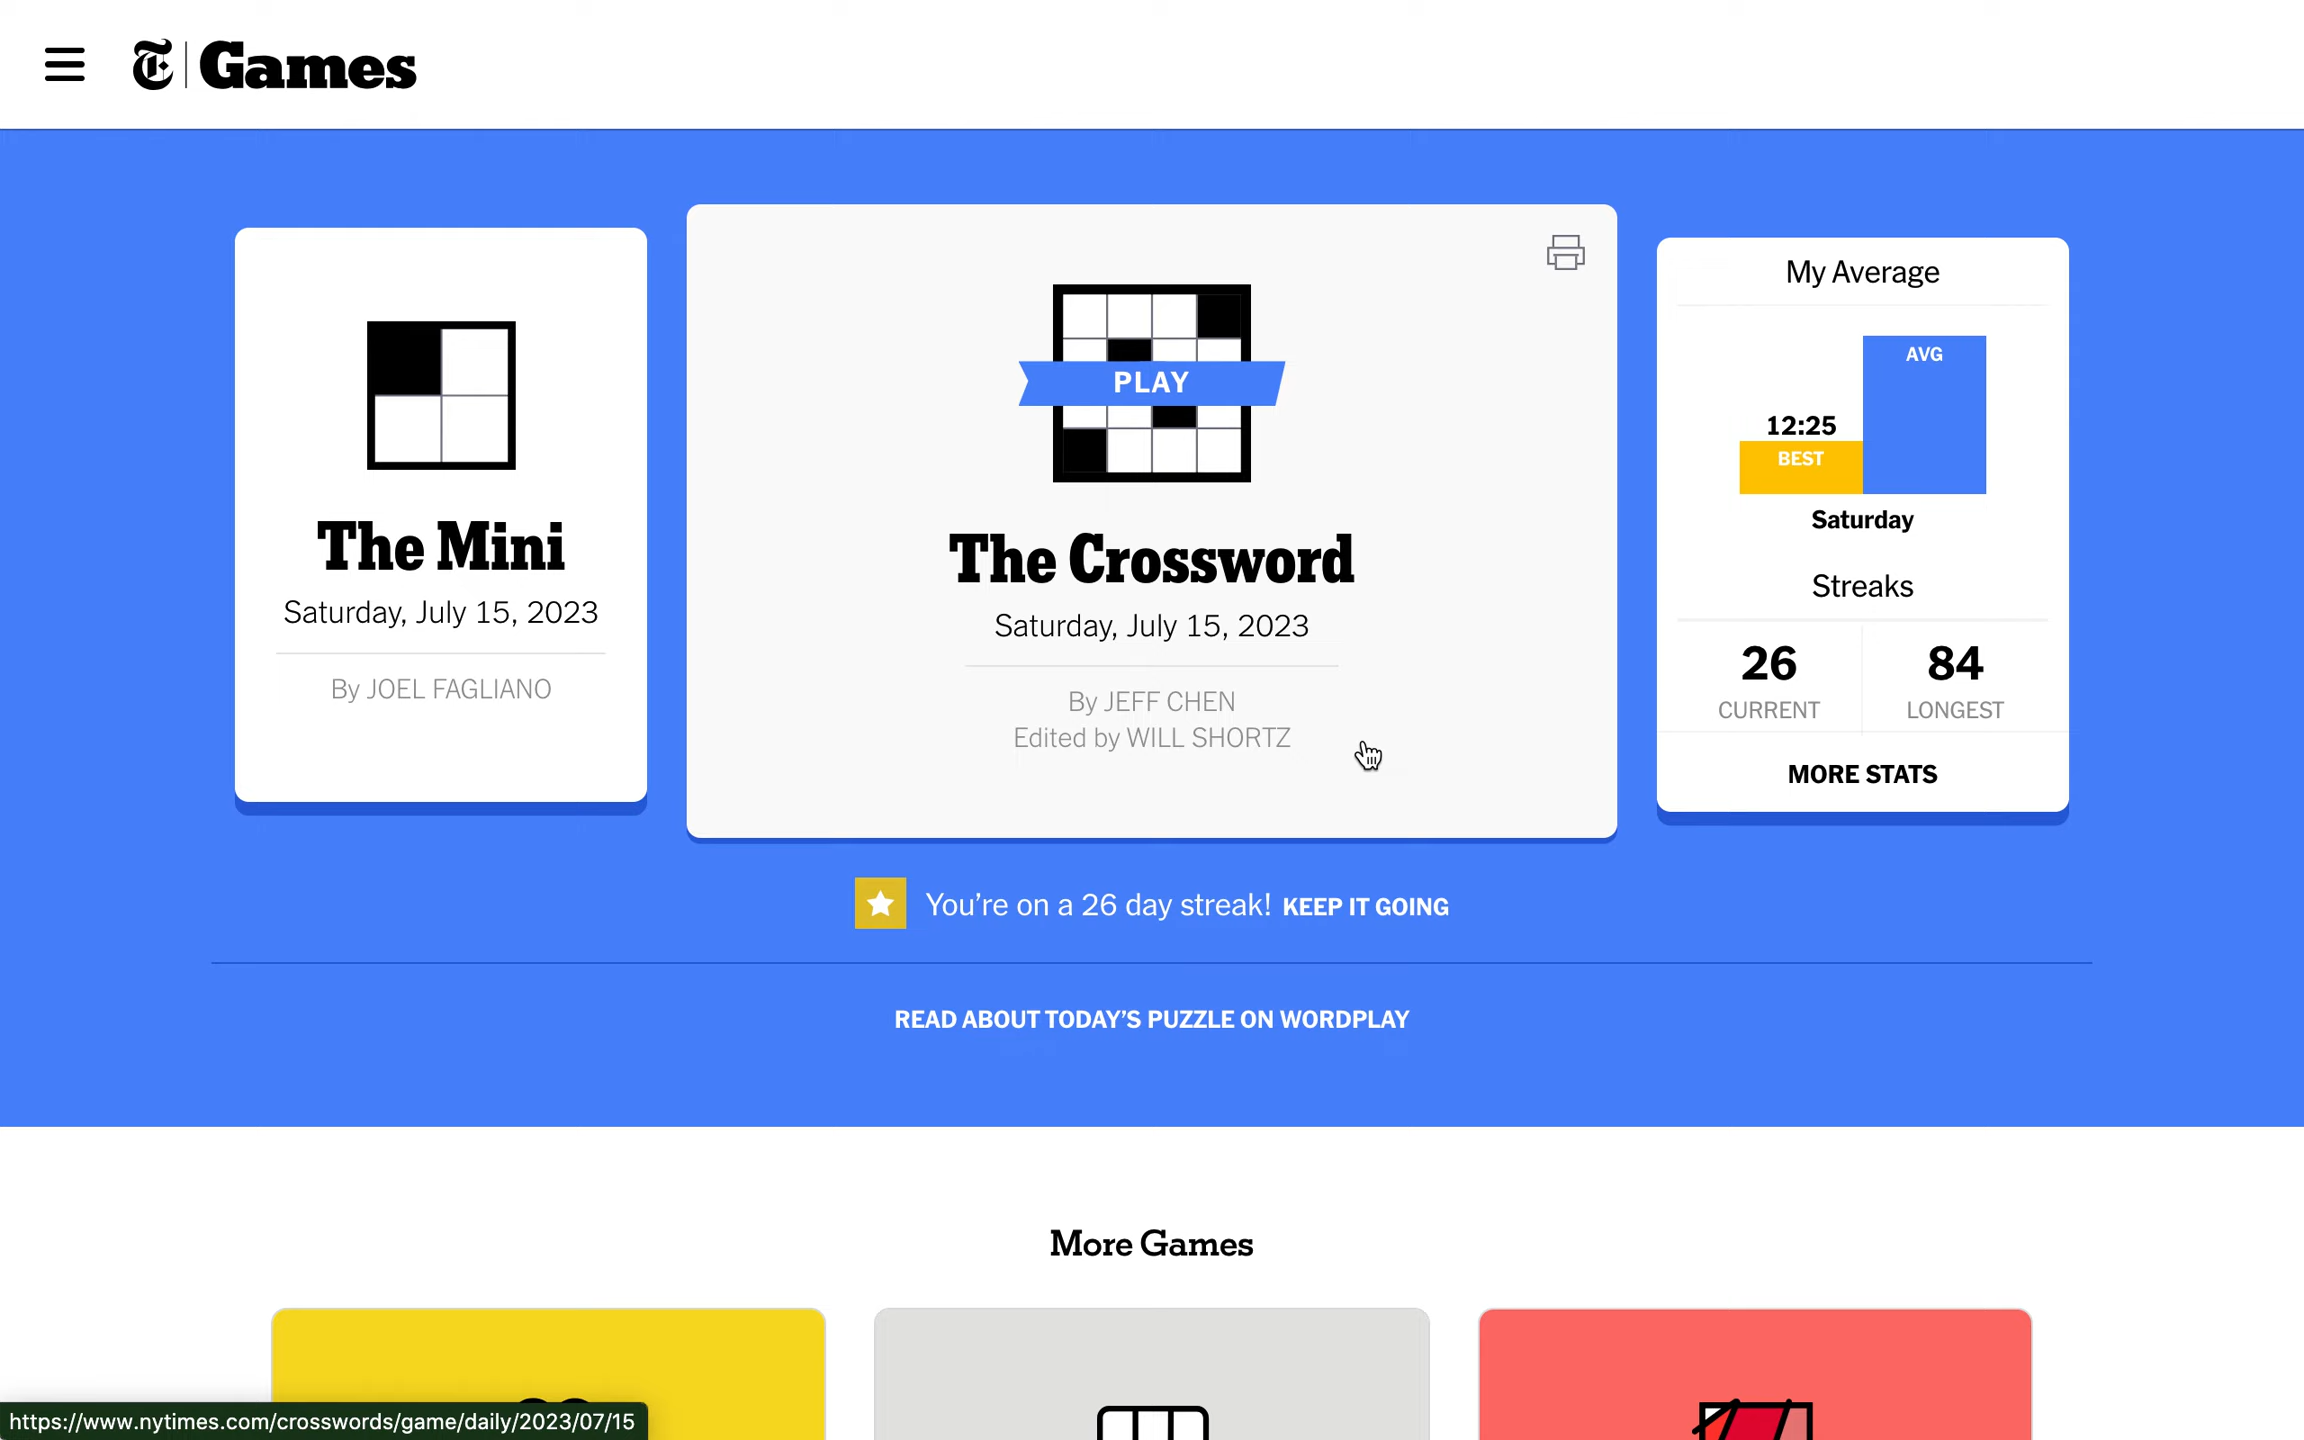 T Games
The Mini
Saturday, July 15, 2023
By JOEL FAGLIANO
PLAY
The Crossword
Saturday, July 15, 2023
By JEFF CHEN
Edited by WILL SHORTZ
My Average
AVG
12:25
BEST
Saturday
Streaks
26 84
CURRENT LONGEST
MORE STATS
You’re on a 26 day streak! KEEP IT GOING
READ ABOUT TODAY’S PUZZLE ON WORDPLAY
More Games
https://www.nytimes.com/crosswords/game/daily/2023/07/15